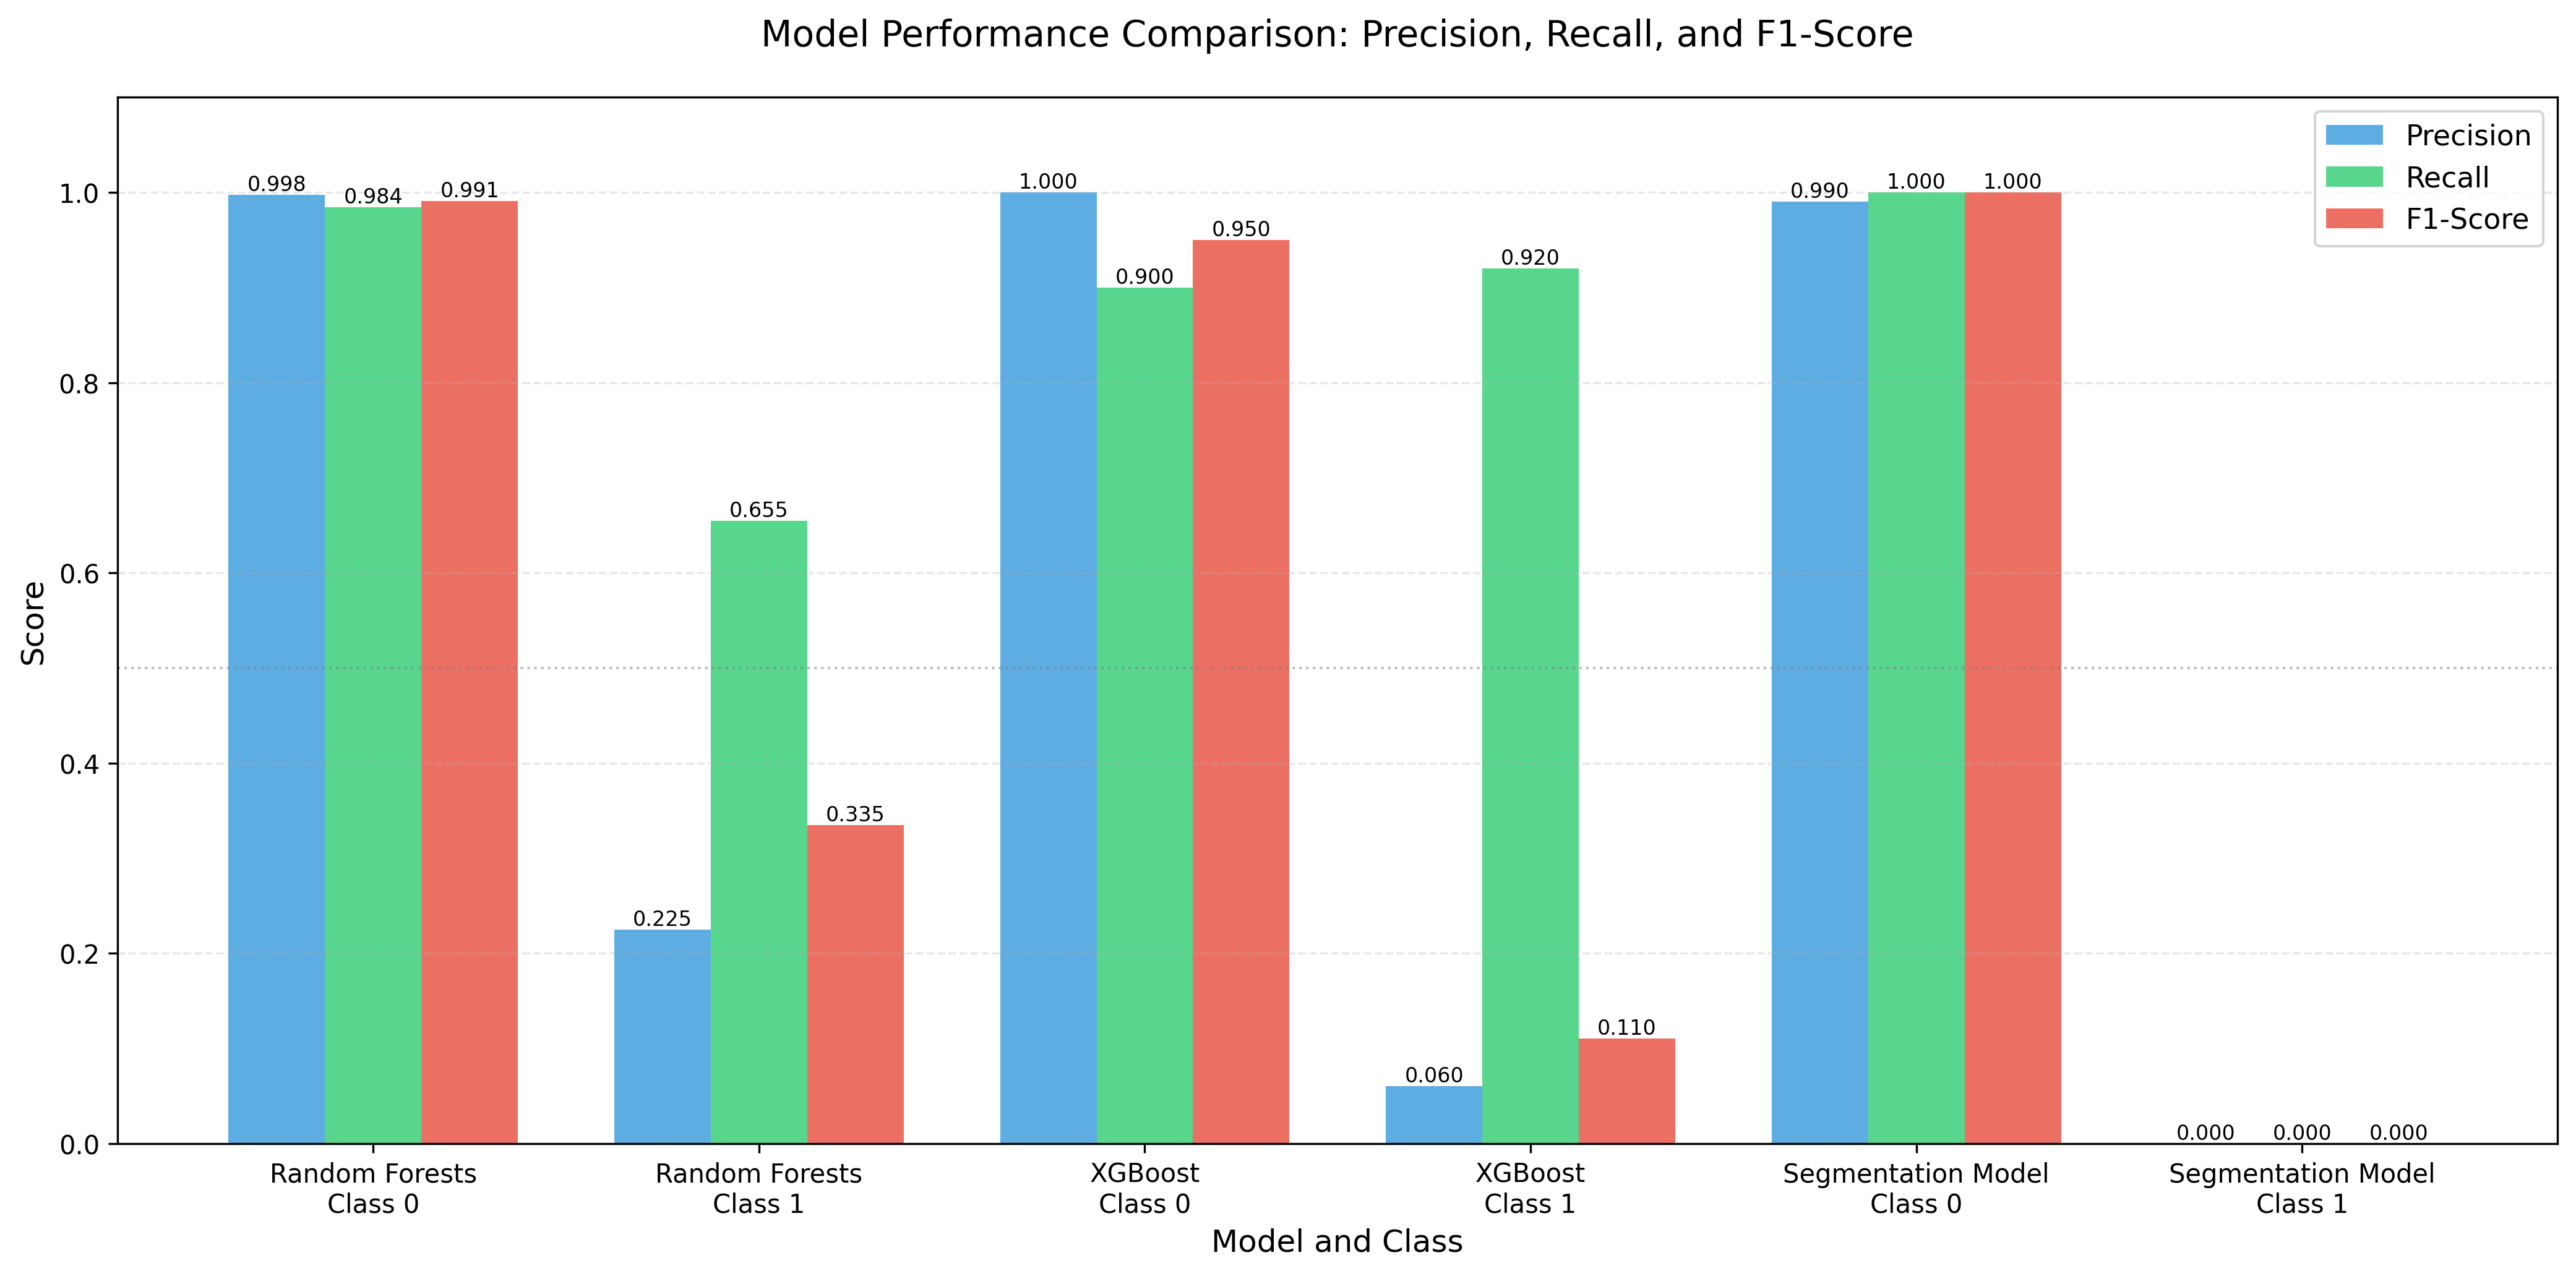 Model Performance Comparison: Precision, Recall, and F1-Score
Precision
Recall
F1-Score
Score
1.0
0.8
0.6
0.4
0.2
0.0
0.998
0.984
0.991
0.225
0.655
0.335
1.000
0.900
0.950
0.060
0.920
0.110
0.990
1.000
1.000
0.000
0.000
0.000
Random Forests
Class 0
Random Forests
Class 1
XGBoost
Class 0
XGBoost
Class 1
Segmentation Model
Class 0
Segmentation Model
Class 1
Model and Class